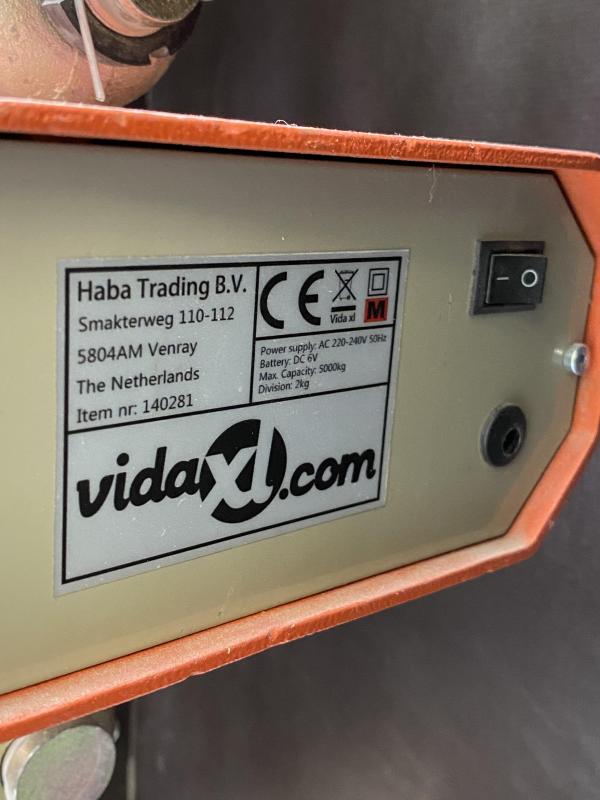 Haba Trading B.V.
Smakterweg 110-112
5804AM Venray
The Netherlands
Item nr: 140281
CE
Vida xl
M
Power supply: AC 220-240V 50Hz
Battery: DC 6V
Max. Capacity: 5000kg
Division: 2kg
vidaXL.com